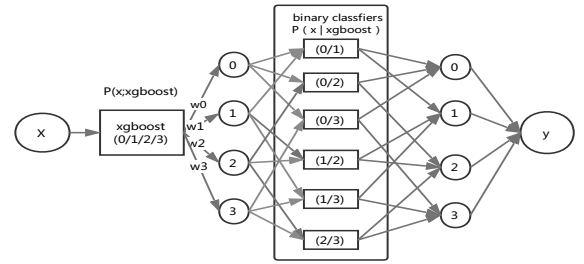 binary classfiers
P ( x | xgboost )
P(x;xgboost)
x
xgboost
(0/1/2/3)
w0
w1
w2
w3
0
1
2
3
(0/1)
(0/2)
(0/3)
(1/2)
(1/3)
(2/3)
0
1
2
3
y